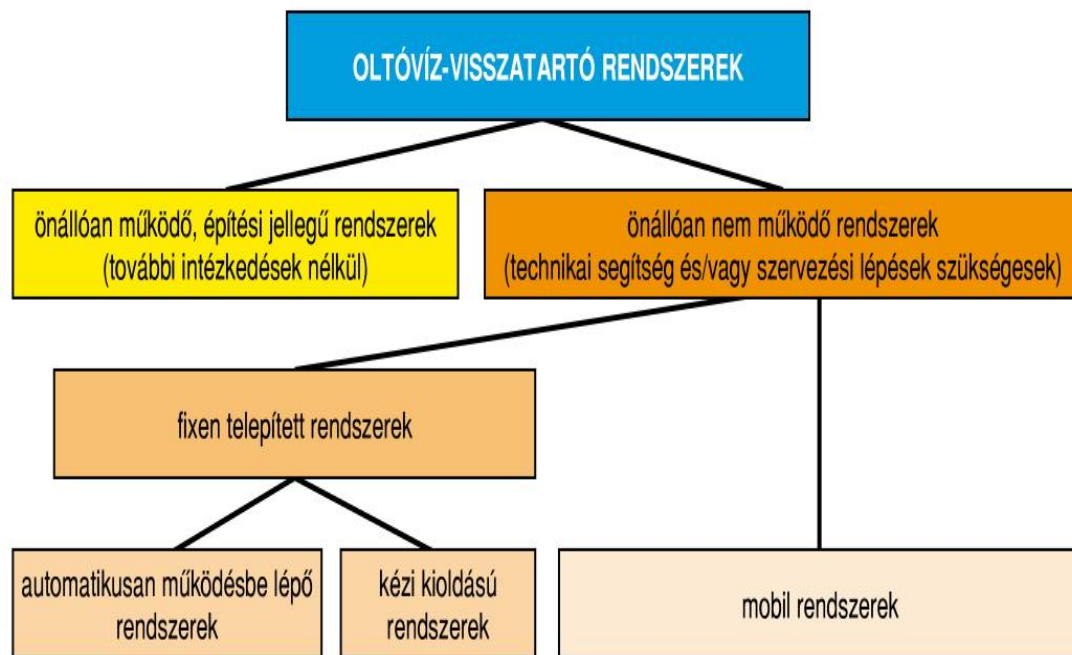 OLTÓVÍZ-VISSZATARTÓ RENDSZEREK
önállóan működő, építési jellegű rendszerek
(további intézkedések nélkül)
önállóan nem működő rendszerek
(technikai segítség és/vagy szervezési lépések szükségesek)
fixen telepített rendszerek
automatikusan működésbe lépő
rendszerek
kézi kioldású
rendszerek
mobil rendszerek